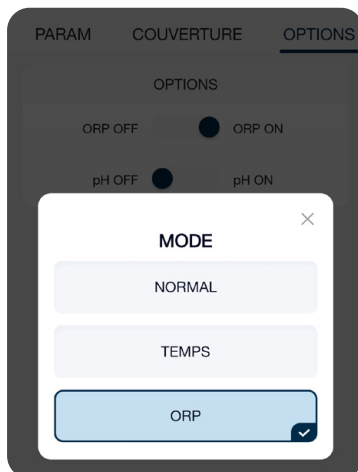 PARAM COUVERTURE OPTIONS
OPTIONS
ORP OFF ORP ON
pH OFF pH ON
MODE
NORMAL
TEMPS
ORP